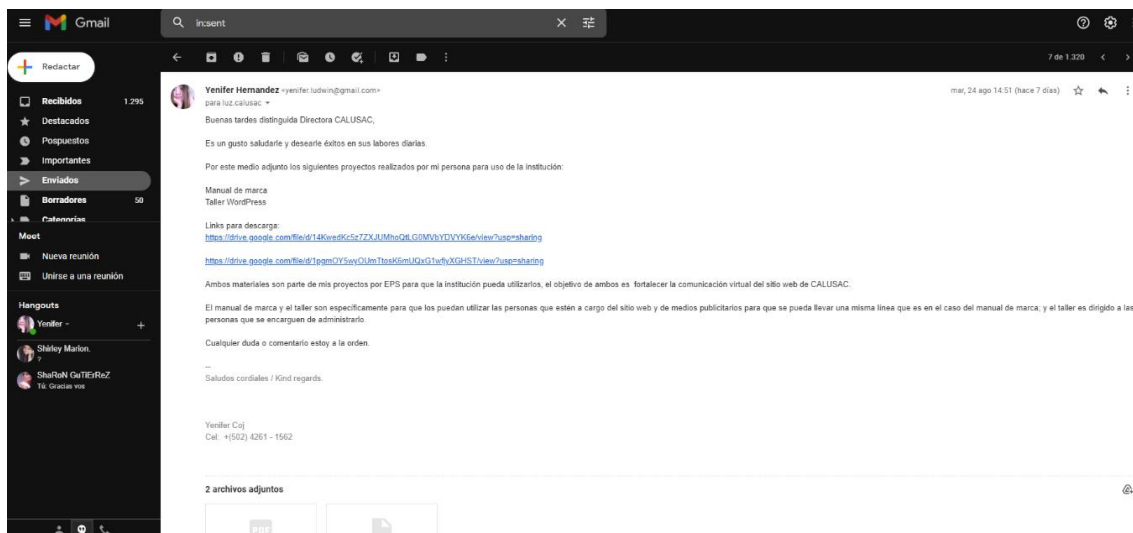 Gmail
in:sent
Redactar
7 de 1.320
Recibidos 1.295
Destacados
Pospuestos
Importantes
Enviados
Borradores 50
Categorías
Meet
Nueva reunión
Unirse a una reunión
Hangouts
Yenifer
Shirley Marion.
?
ShaRoN GuTiErReZ
Tú: Gracias vos
Yenifer Hernandez <yenifer.ludwin@gmail.com>
mar, 24 ago 14:51 (hace 7 días)
para luz.calusac
Buenas tardes distinguida Directora CALUSAC,
Es un gusto saludarle y desearle éxitos en sus labores diarias.
Por este medio adjunto los siguientes proyectos realizados por mi persona para uso de la institución:
Manual de marca
Taller WordPress
Links para descarga:
Ambos materiales son parte de mis proyectos por EPS para que la institución pueda utilizarlos, el objetivo de ambos es fortalecer la comunicación virtual del sitio web de CALUSAC.
El manual de marca y el taller son específicamente para que los puedan utilizar las personas que estén a cargo del sitio web y de medios publicitarios para que se pueda llevar una misma línea que es en el caso del manual de marca; y el taller es dirigido a las
personas que se encarguen de administrarlo.
Cualquier duda o comentario estoy a la orden.
--
Saludos cordiales / Kind regards.
Yenifer Coj
Cel: +(502) 4261 - 1562
2 archivos adjuntos
PDF